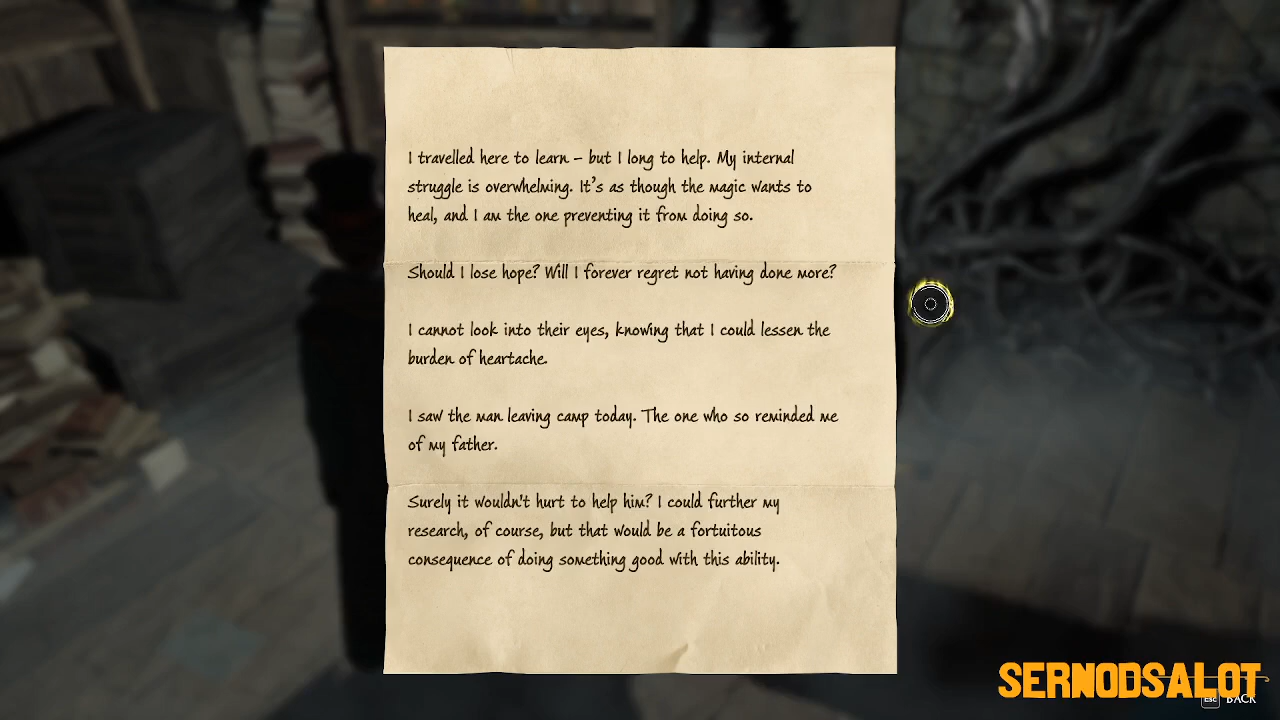 I travelled here to learn – but I long to help. My internal
struggle is overwhelming. It's as though the magic wants to
heal, and I am the one preventing it from doing so.
Should I lose hope? Will I forever regret not having done more?
I cannot look into their eyes, knowing that I could lessen the
burden of heartache.
I saw the man leaving camp today. The one who so reminded me
of my father.
Surely it wouldn't hurt to help him? I could further my
research, of course, but that would be a fortuitous
consequence of doing something good with this ability.
SERNODSALOT
Esc BACK